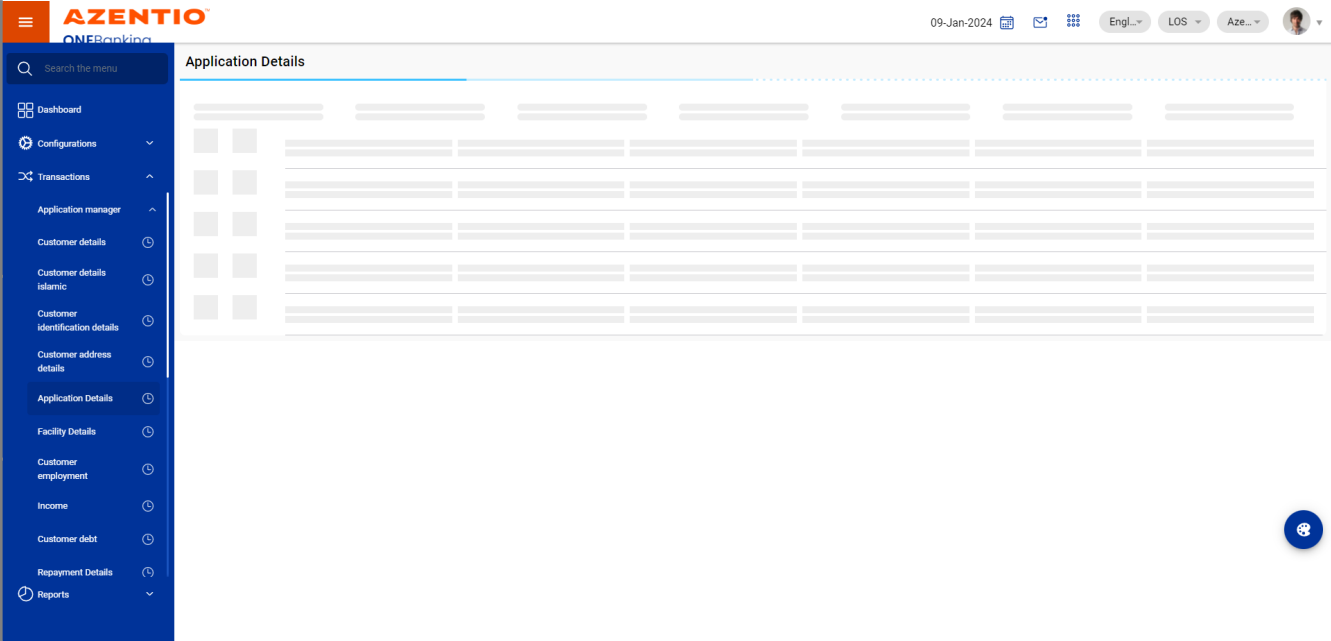 AZENTIO™
ONEBanking
09-Jan-2024
Engl...
LOS
Aze...
Search the menu
Dashboard
Configurations
Transactions
Application manager
Customer details
Customer details
islamic
Customer
identification details
Customer address
details
Application Details
Facility Details
Customer
employment
Income
Customer debt
Repayment Details
Reports
Application Details